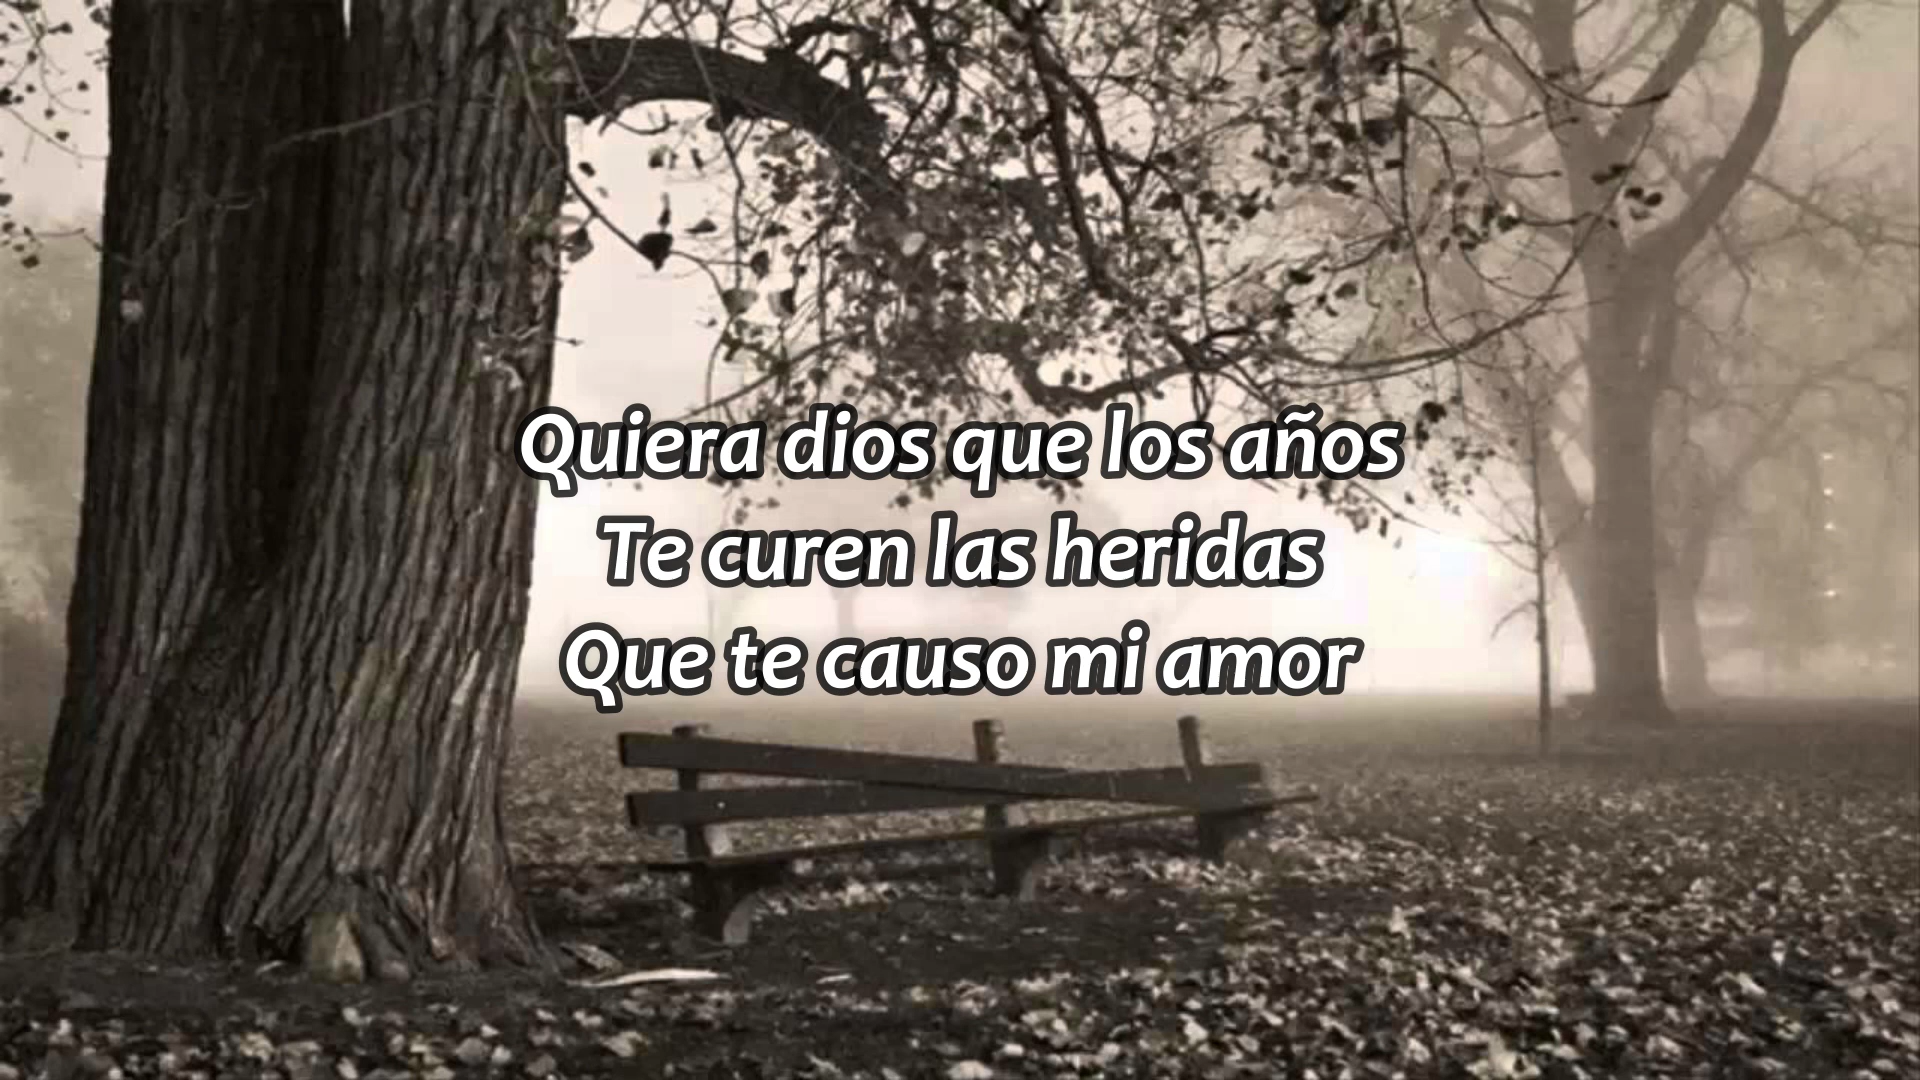 Quiera dios que los años
Te curen las heridas
Que te causo mi amor